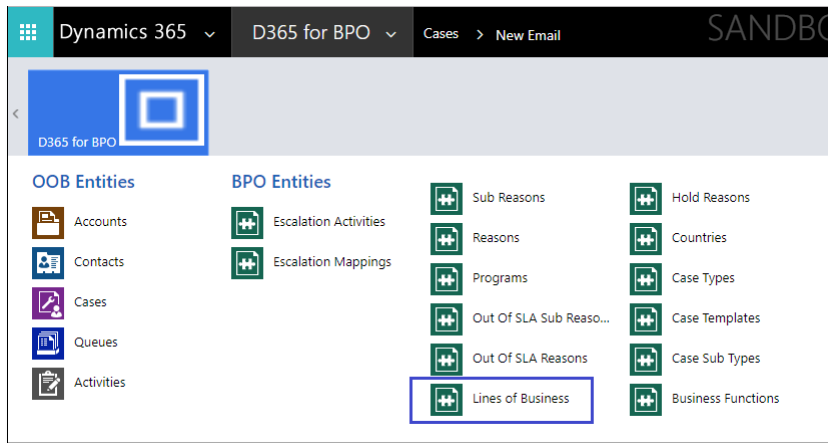 Dynamics 365
D365 for BPO
Cases > New Email
SANDBO
D365 for BPO
OOB Entities
Accounts
Contacts
Cases
Queues
Activities
BPO Entities
Escalation Activities
Escalation Mappings
Sub Reasons
Reasons
Programs
Out Of SLA Sub Reaso...
Out Of SLA Reasons
Lines of Business
Hold Reasons
Countries
Case Types
Case Templates
Case Sub Types
Business Functions